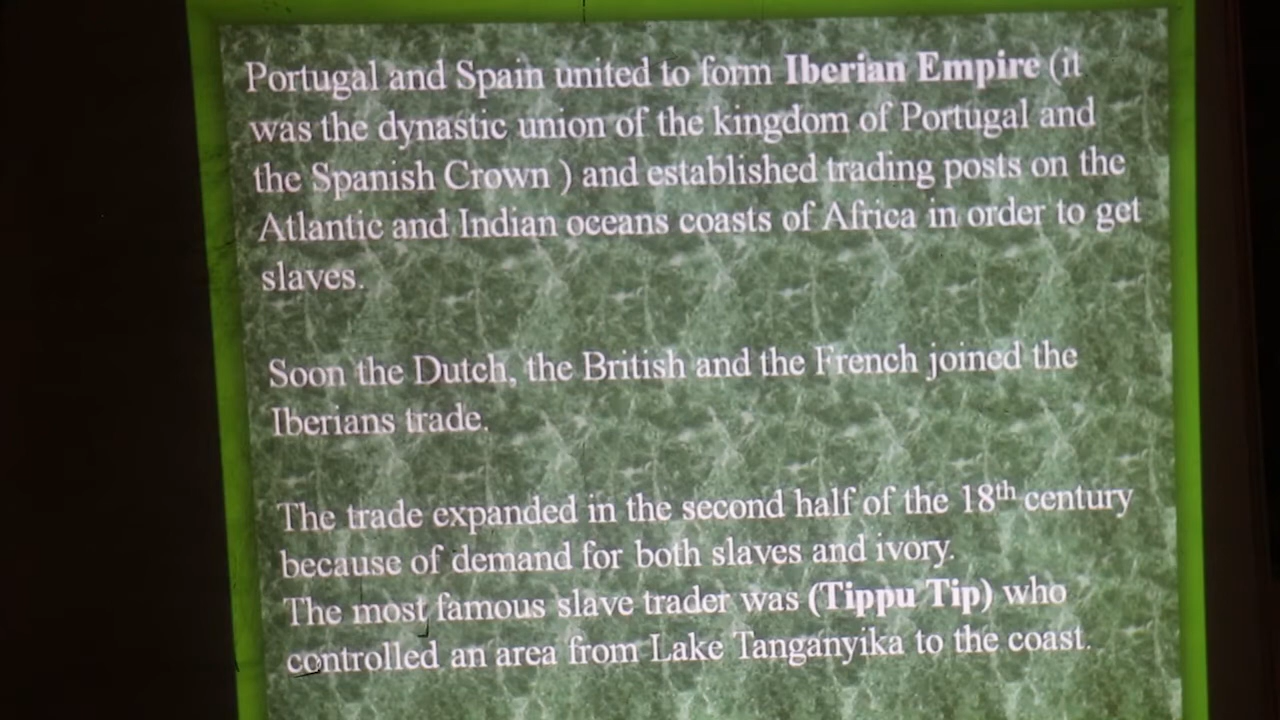 Portugal and Spain united to form Iberian Empire (it
was the dynastic union of the kingdom of Portugal and
the Spanish Crown ) and established trading posts on the
Atlantic and Indian oceans coasts of Africa in order to get
slaves.
Soon the Dutch, the British and the French joined the
Iberians trade.
The trade expanded in the second half of the 18th century
because of demand for both slaves and ivory.
The most famous slave trader was (Tippu Tip) who
controlled an area from Lake Tanganyika to the coast.